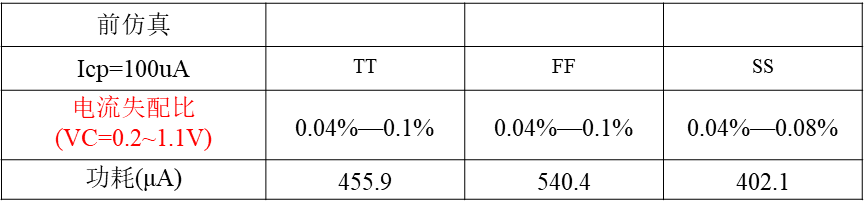 前仿真
Icp=100uA TT FF SS
电流失配比
(VC=0.2~1.1V) 0.04%—0.1% 0.04%—0.1% 0.04%—0.08%
功耗(μA) 455.9 540.4 402.1